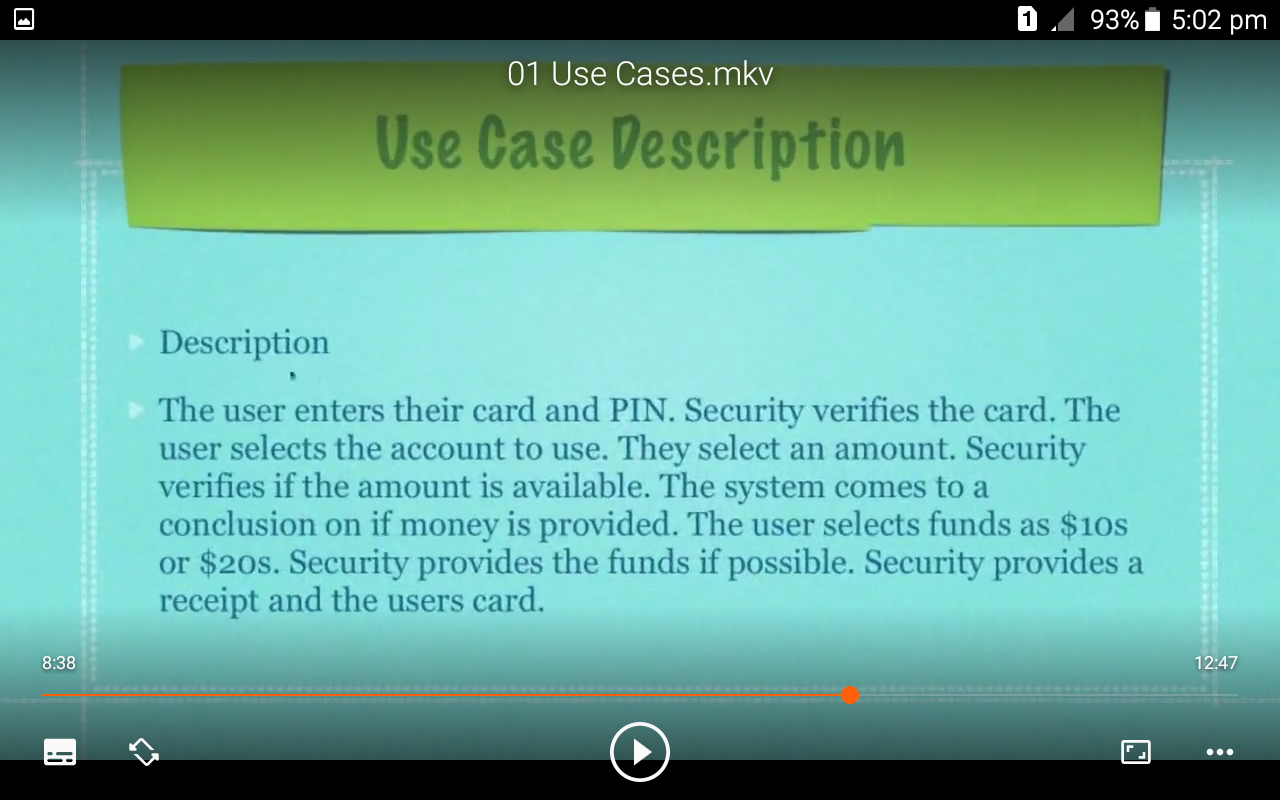 1 93% 5:02 pm
01 Use Cases.mkv
Use Case Description
Description
The user enters their card and PIN. Security verifies the card. The
user selects the account to use. They select an amount. Security
verifies if the amount is available. The system comes to a
conclusion on if money is provided. The user selects funds as $10s
or $20s. Security provides the funds if possible. Security provides a
receipt and the users card.
8:38 12:47